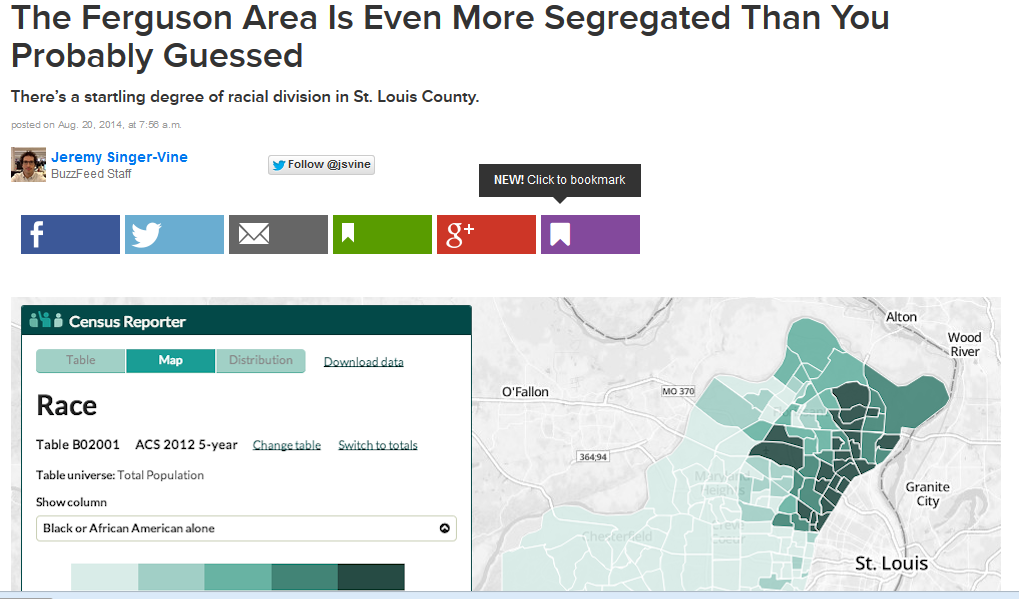 The Ferguson Area Is Even More Segregated Than You
Probably Guessed
There's a startling degree of racial division in St. Louis County.
posted on Aug. 20, 2014, at 7:56 a.m.
Jeremy Singer-Vine
BuzzFeed Staff
Follow @jsvine
NEW! Click to bookmark
f
g+
Census Reporter
Table
Map
Distribution
Download data
Race
Table B02001
ACS 2012 5-year
Change table
Switch to totals
Table universe: Total Population
Show column
Black or African American alone
Alton
Wood
River
O'Fallon
MO 370
364;94
Maryland
Heights
Granite
City
Creve
Coeur
Chesterfield
St. Louis